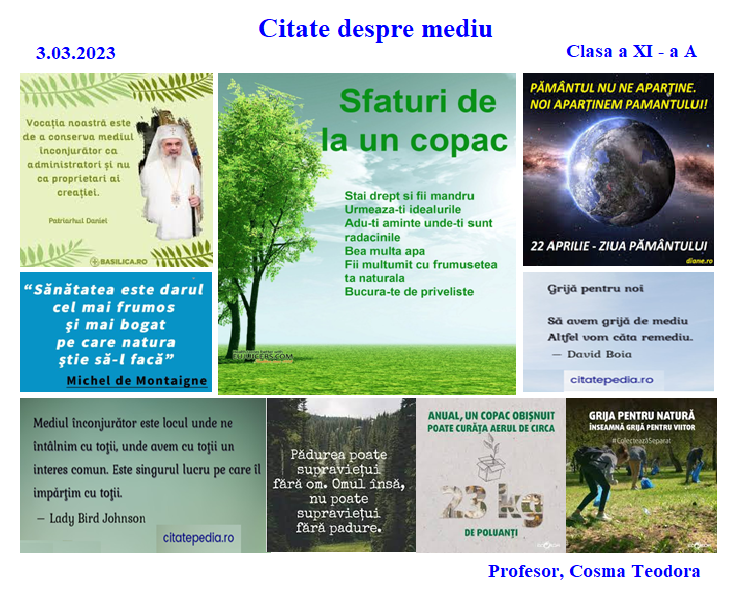 Citate despre mediu
3.03.2023
Clasa a XI - a A
Vocația noastră este
de a conserva mediul
înconjurător ca
administratori și nu
ca proprietari ai
creației.
Patriarhul Daniel
BASILICA.RO
Sfaturi de
la un copac
Stai drept si fii mandru
Urmeaza-ti idealurile
Adu-ti aminte unde-ti sunt
radacinile
Bea multa apa
Fii multumit cu frumusetea
ta naturala
Bucura-te de priveliste
PĂMÂNTUL NU NE APARȚINE.
NOI APARȚINEM PAMANTULUI!
22 APRILIE - ZIUA PĂMÂNTULUI
diane.ro
“Sănătatea este darul
cel mai frumos
și mai bogat
pe care natura
știe să-l facă”
Michel de Montaigne
Grijă pentru noi
Să avem grijă de mediu
Altfel vom căta remediu.
— David Boia
citatepedia.ro
Mediul înconjurător este locul unde ne
întâlnim cu toții, unde avem cu toții un
interes comun. Este singurul lucru pe care îl
împărțim cu toții.
— Lady Bird Johnson
citatepedia.ro
Pădurea poate
supraviețui
fără om. Omul însă,
nu poate
supraviețui
fără padure.
ANUAL, UN COPAC OBIȘNUIT
POATE CURĂȚA AERUL DE CIRCA
23 kg
DE POLUANȚI
GRIJA PENTRU NATURĂ
ÎNSEAMNĂ GRIJĂ PENTRU VIITOR
#ColecteazăSeparat
Profesor, Cosma Teodora